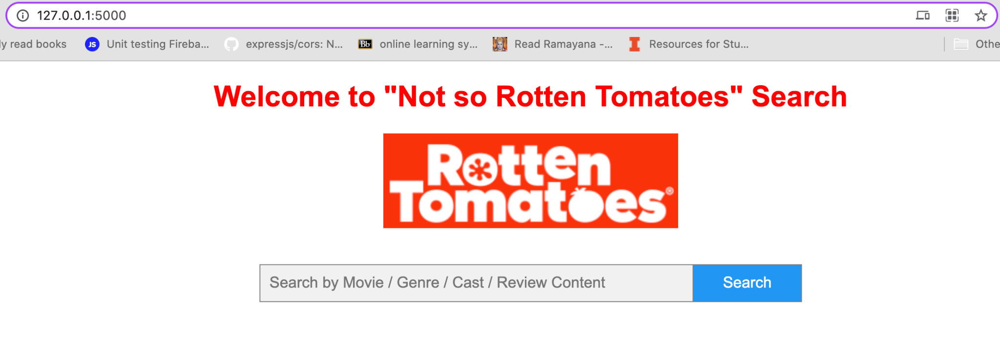 127.0.0.1:5000
ly read books JS Unit testing Fireba... expressjs/cors: N... Bb online learning sy... Read Ramayana -... Resources for Stu... Othe
Welcome to "Not so Rotten Tomatoes" Search
Rotten
Tomatoes®
Search by Movie / Genre / Cast / Review Content Search